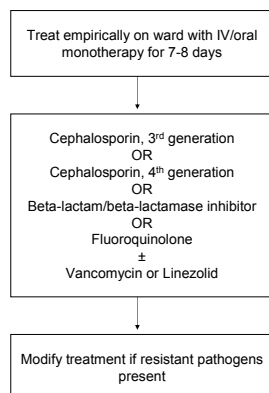 Treat empirically on ward with IV/oral
monotherapy for 7-8 days
Cephalosporin, 3rd generation
OR
Cephalosporin, 4th generation
OR
Beta-lactam/beta-lactamase inhibitor
OR
Fluoroquinolone
±
Vancomycin or Linezolid
Modify treatment if resistant pathogens
present